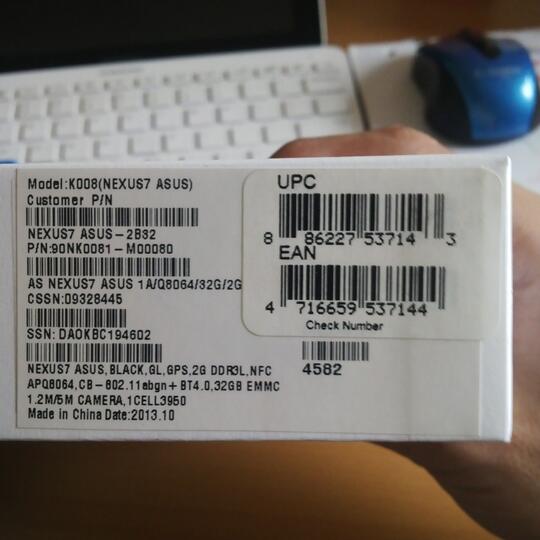 Model:K008(NEXUS7 ASUS)
Customer P/N
NEXUS7 ASUS-2B32
P/N:90NK0081-M00080
AS NEXUS7 ASUS 1A/Q8064/32G/2G
CSSN:09328445
SSN: DAOKBC194602
NEXUS7 ASUS,BLACK,GL,GPS,2G DDR3L,NFC
APQ8064,CB-802.11abgn+BT4.0,32GB EMMC
1.2M/5M CAMERA,1CELL3950
Made in China Date:2013.10
UPC
8 86227 53714 3
EAN
4 716659 537144
Check Number
4582